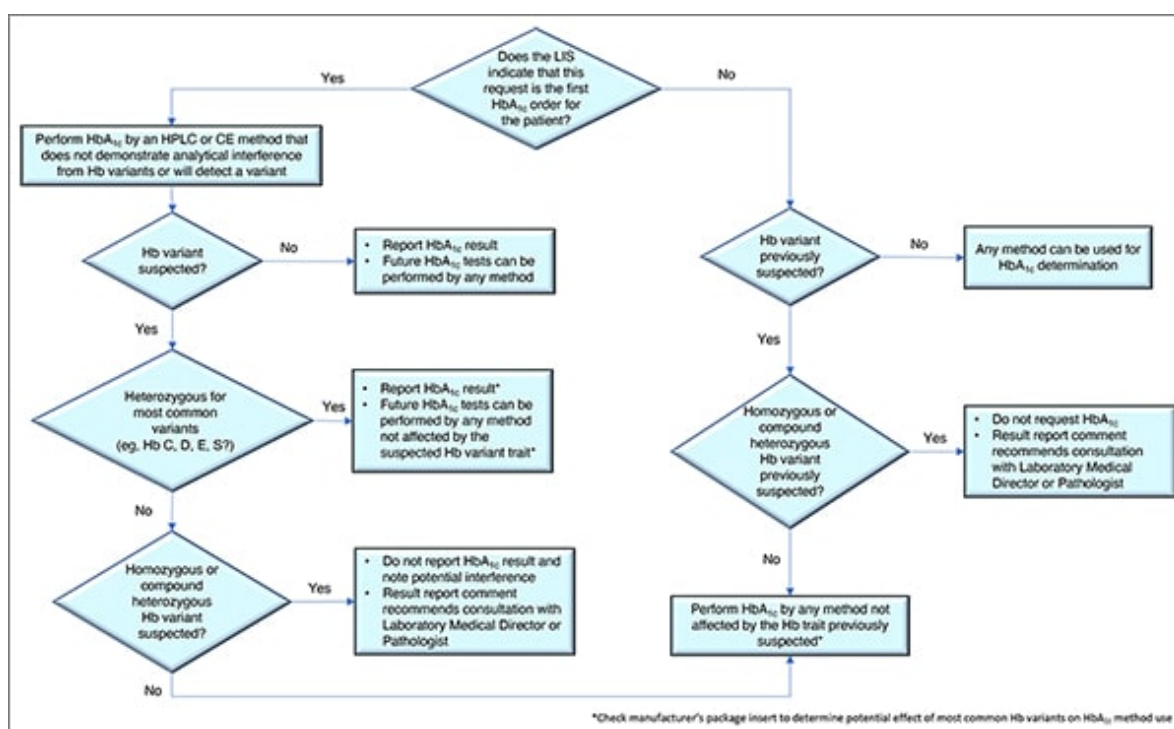 Does the LIS
indicate that this
request is the first
HbA1c order for
the patient?
Yes
No
Perform HbA1c by an HPLC or CE method that
does not demonstrate analytical interference
from Hb variants or will detect a variant
Hb variant
suspected?
No
• Report HbA1c result
• Future HbA1c tests can be
performed by any method
Yes
Heterozygous for
most common
variants
(eg, Hb C, D, E, S?)
Yes
• Report HbA1c result*
• Future HbA1c tests can be
performed by any method
not affected by the
suspected Hb variant trait*
No
Homozygous or
compound
heterozygous
Hb variant
suspected?
Yes
• Do not report HbA1c result and
note potential interference
• Result report comment
recommends consultation with
Laboratory Medical Director or
Pathologist
No
Hb variant
previously
suspected?
No
Any method can be used for
HbA1c determination
Yes
Homozygous or
compound
heterozygous
Hb variant
previously
suspected?
Yes
• Do not request HbA1c
• Result report comment
recommends consultation
with Laboratory Medical
Director or Pathologist
No
Perform HbA1c by any method not
affected by the Hb trait previously
suspected*
*Check manufacturer's package insert to determine potential effect of most common Hb variants on HbA1c method use